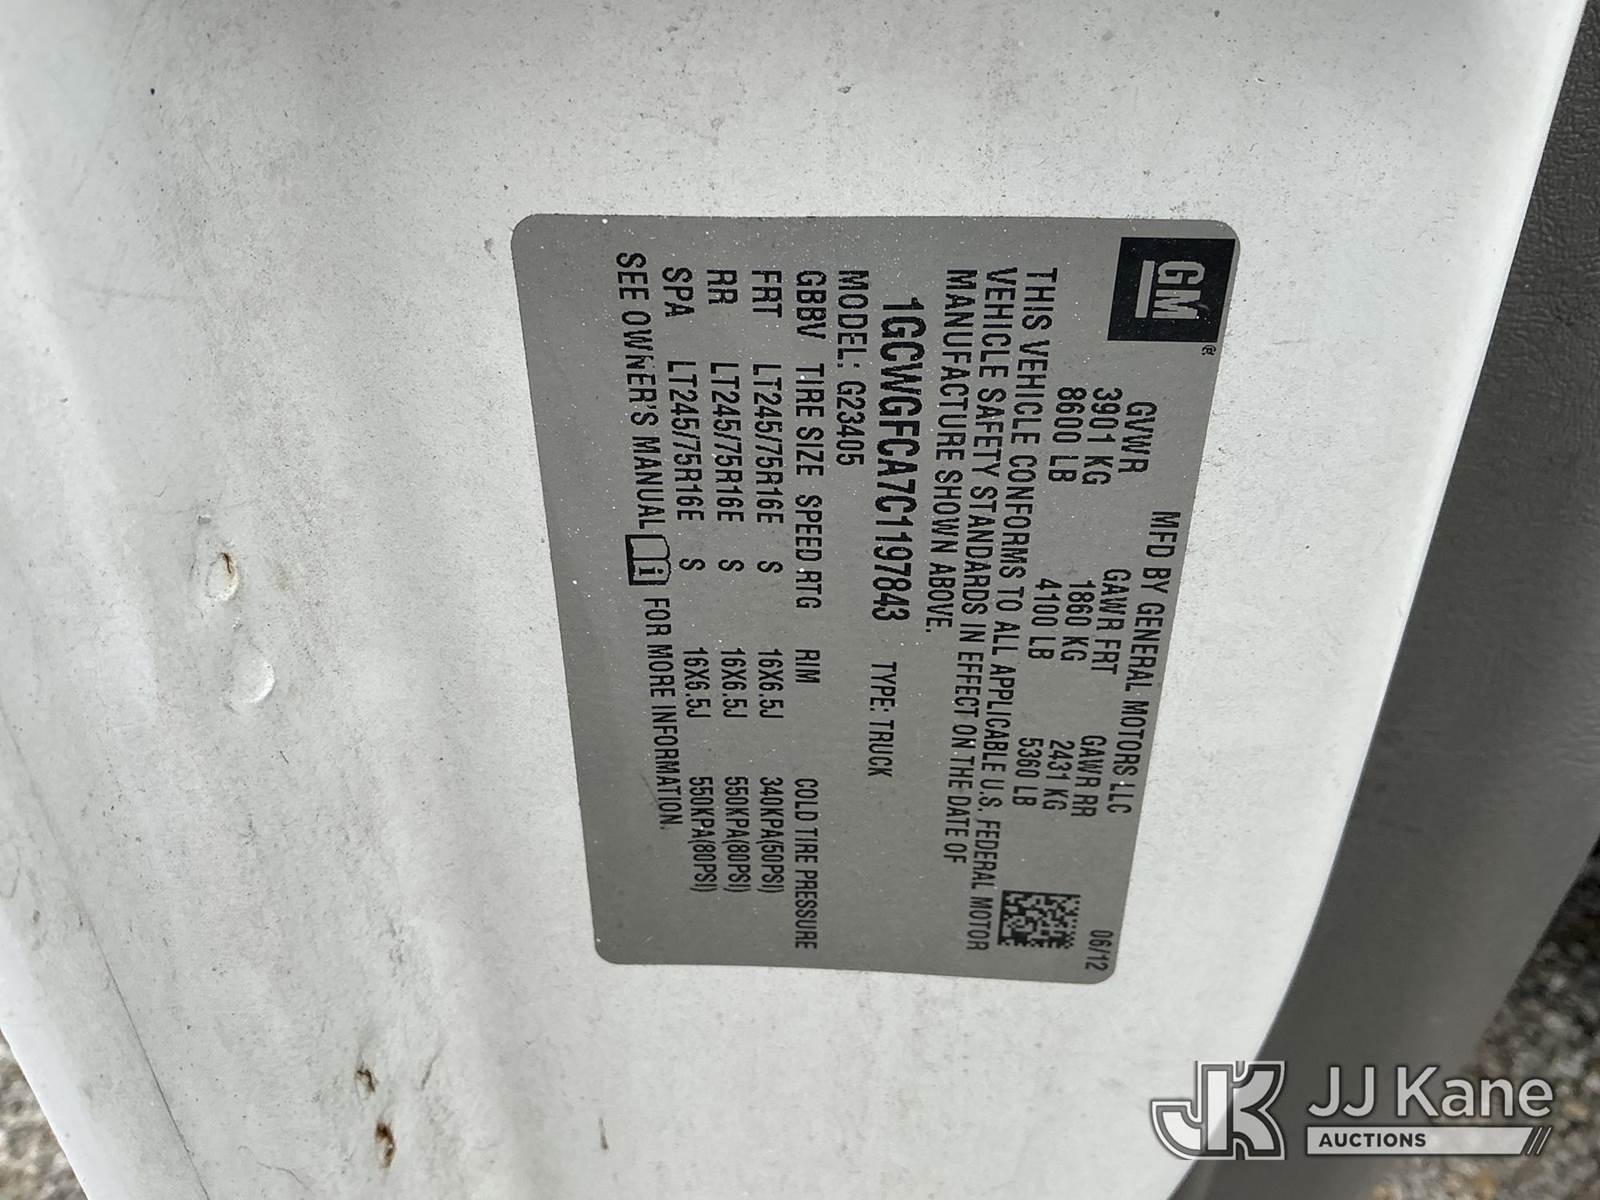 GM®
MFD BY GENERAL MOTORS LLC 06/12
GVWR GAWR FRT GAWR RR
3901 KG 1860 KG 2431 KG
8600 LB 4100 LB 5360 LB
THIS VEHICLE CONFORMS TO ALL APPLICABLE U.S. FEDERAL MOTOR
VEHICLE SAFETY STANDARDS IN EFFECT ON THE DATE OF
MANUFACTURE SHOWN ABOVE.
1GCWGFCA7C1197843 TYPE: TRUCK
MODEL: G23405
GBBV TIRE SIZE SPEED RTG RIM COLD TIRE PRESSURE
FRT LT245/75R16E S 16X6.5J 340KPA(50PSI)
RR LT245/75R16E S 16X6.5J 550KPA(80PSI)
SPA LT245/75R16E S 16X6.5J 550KPA(80PSI)
SEE OWNER'S MANUAL i FOR MORE INFORMATION.
JK JJ Kane
AUCTIONS